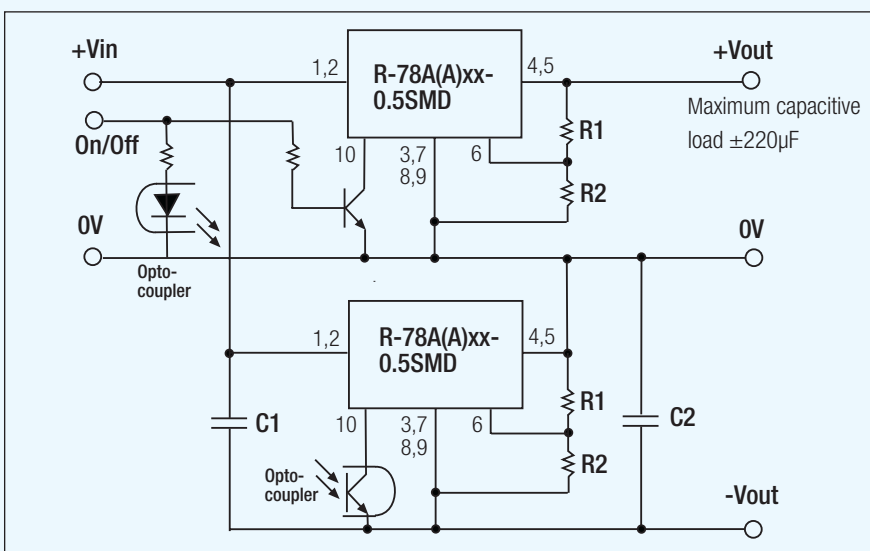 +Vin
1,2
R-78A(A)xx-
0.5SMD
4,5
+Vout
Maximum capacitive
load ±220µF
On/Off
10
3,7
8,9
6
R1
R2
0V
0V
Opto-
coupler
1,2
R-78A(A)xx-
0.5SMD
4,5
C1
10
3,7
8,9
6
R1
R2
C2
Opto-
coupler
-Vout